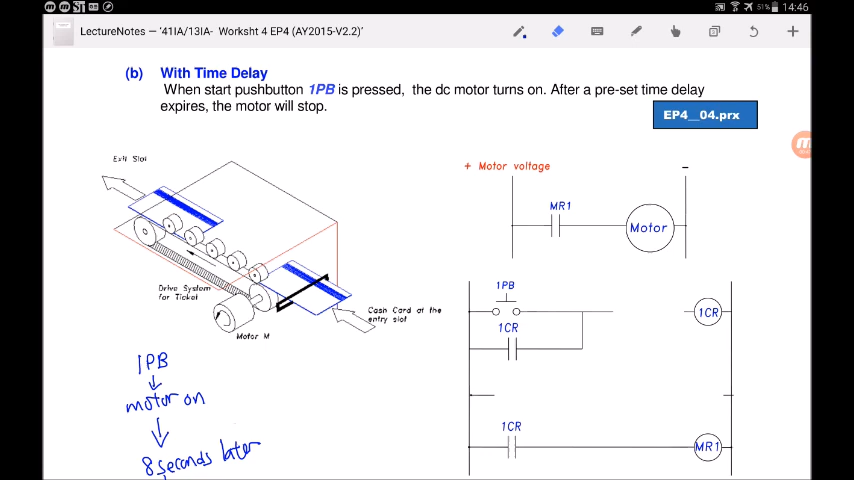 14:46
51%
LectureNotes — '41IA/13IA- Worksht 4 EP4 (AY2015-V2.2)'
(b) With Time Delay
When start pushbutton 1PB is pressed, the dc motor turns on. After a pre-set time delay
expires, the motor will stop.
EP4__04.prx
Exit Slot
Drive System
for Ticket
Motor M
Cash Card at the
entry slot
+ Motor voltage
−
MR1
Motor
1PB
1CR
1CR
1CR
MR1
1PB
motor on
8 seconds later